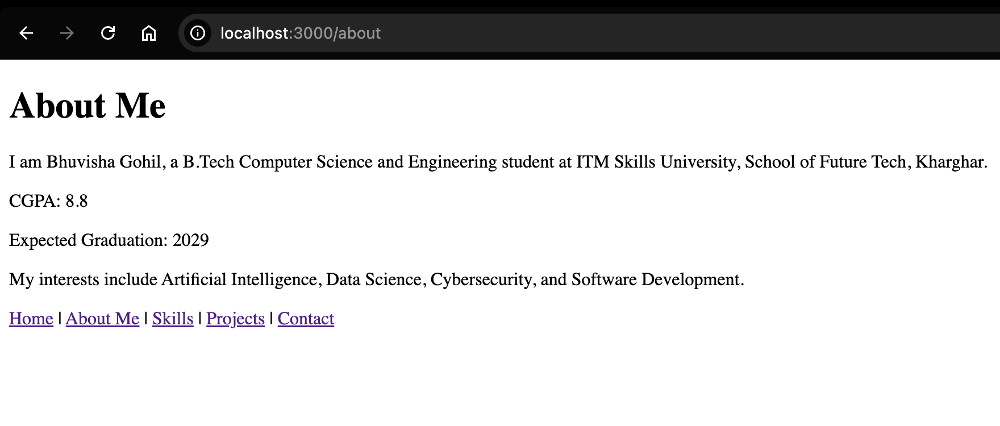 localhost:3000/about
About Me
I am Bhuvisha Gohil, a B.Tech Computer Science and Engineering student at ITM Skills University, School of Future Tech, Kharghar.
CGPA: 8.8
Expected Graduation: 2029
My interests include Artificial Intelligence, Data Science, Cybersecurity, and Software Development.
Home | About Me | Skills | Projects | Contact